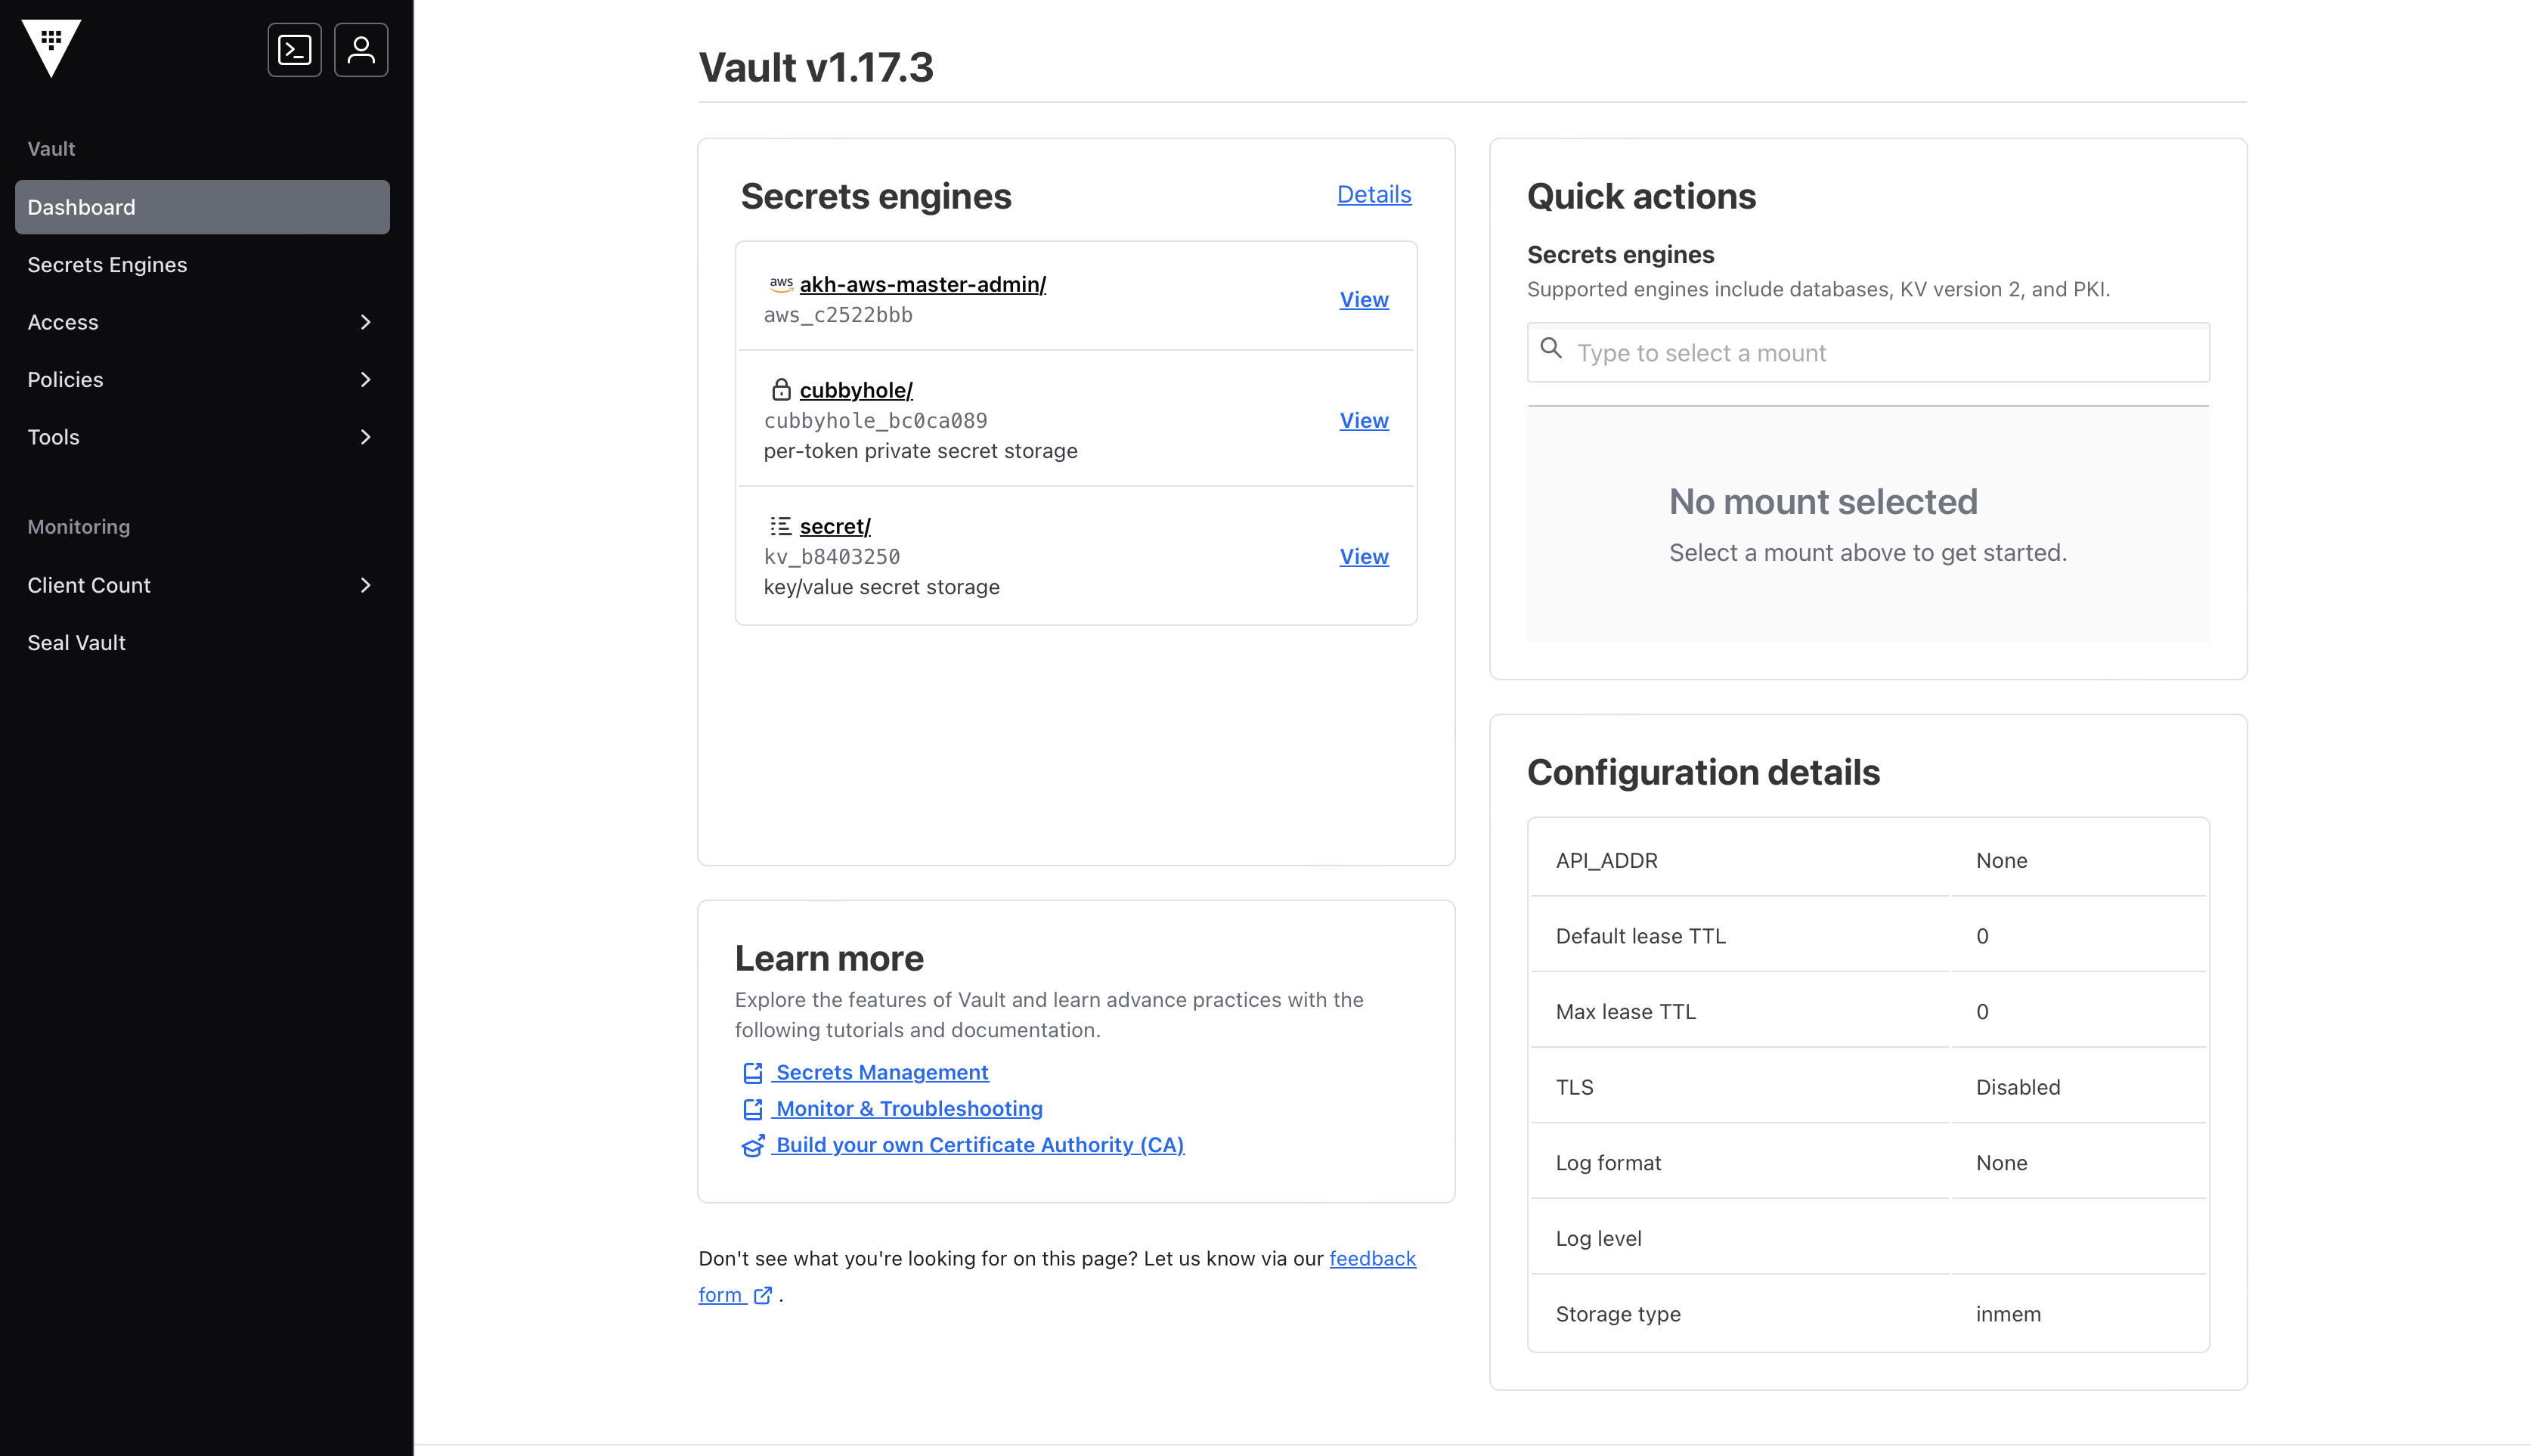 Vault
Dashboard
Secrets Engines
Access
Policies
Tools
Monitoring
Client Count
Seal Vault
Vault v1.17.3
Secrets engines
Details
aws akh-aws-master-admin/
aws_c2522bbb
View
cubbyhole/
cubbyhole_bc0ca089
View
per-token private secret storage
secret/
kv_b8403250
View
key/value secret storage
Learn more
Explore the features of Vault and learn advance practices with the
following tutorials and documentation.
Secrets Management
Monitor & Troubleshooting
Build your own Certificate Authority (CA)
Don't see what you're looking for on this page? Let us know via our feedback
form .
Quick actions
Secrets engines
Supported engines include databases, KV version 2, and PKI.
Type to select a mount
No mount selected
Select a mount above to get started.
Configuration details
API_ADDR None
Default lease TTL 0
Max lease TTL 0
TLS Disabled
Log format None
Log level
Storage type inmem